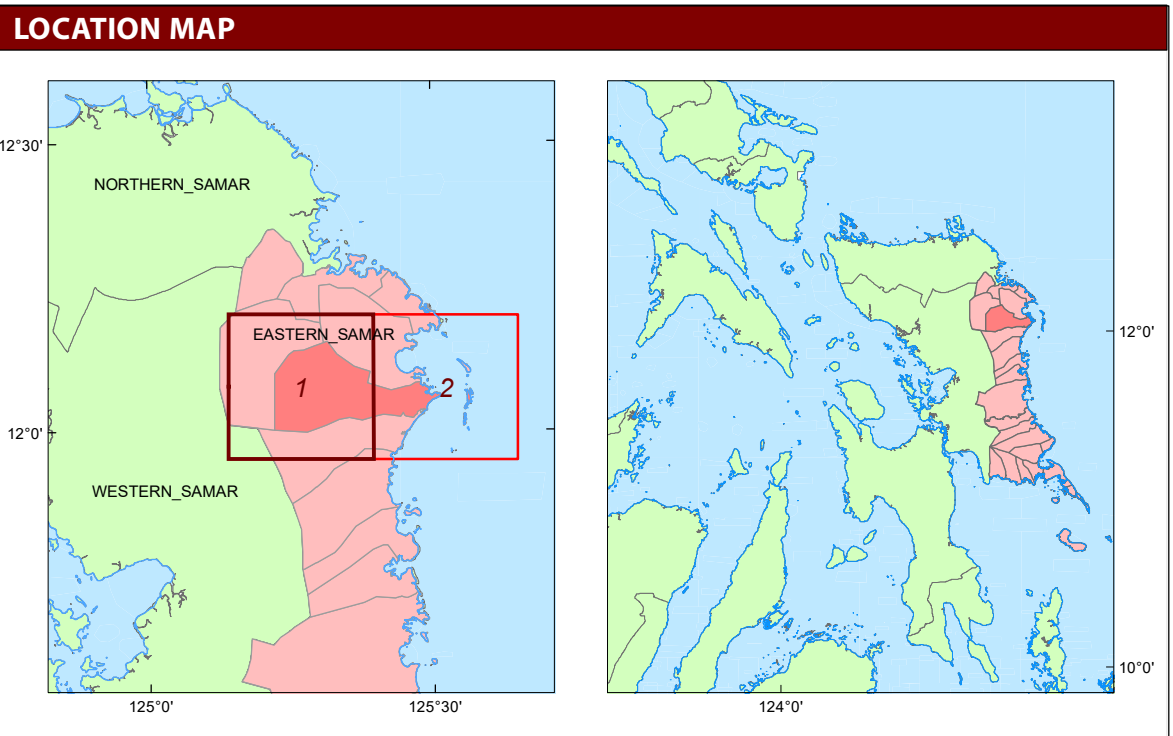 LOCATION MAP
12°30'
NORTHERN_SAMAR
EASTERN_SAMAR
1
2
12°0'
WESTERN_SAMAR
125°0'
125°30'
12°0'
10°0'
124°0'